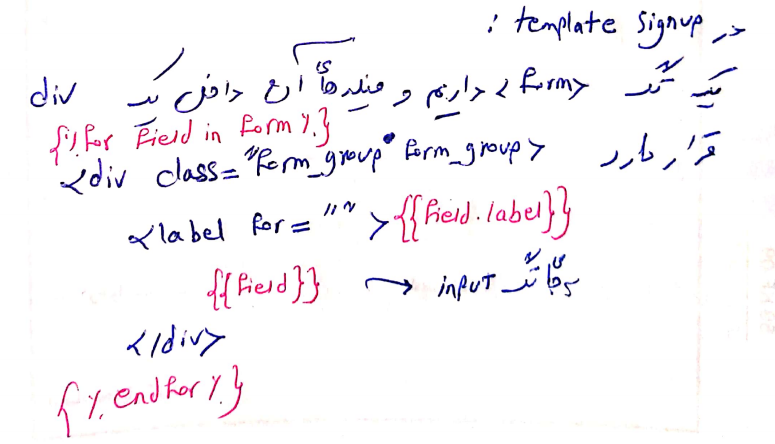 در template signup :
یک تگ <form> داریم و فیلدهای آن داخل یک div
قرار دارد
{% for field in form %}
<div class="form_group" form_group>
<label for="" >{{field.label}}
{{field}} → input بجای تگ
</div>
{% endfor %}